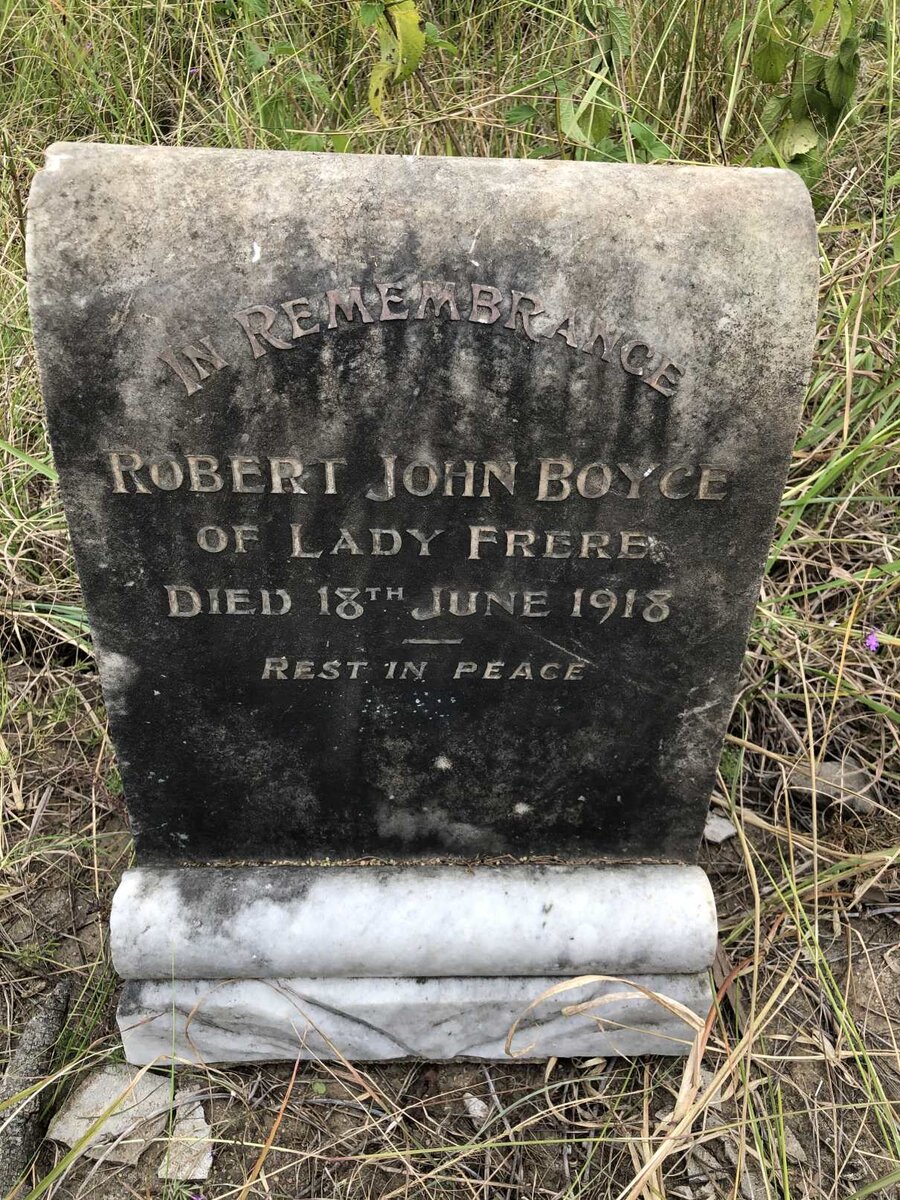 In Remembrance
Robert John Boyce
of Lady Frere
Died 18th June 1918
Rest in peace